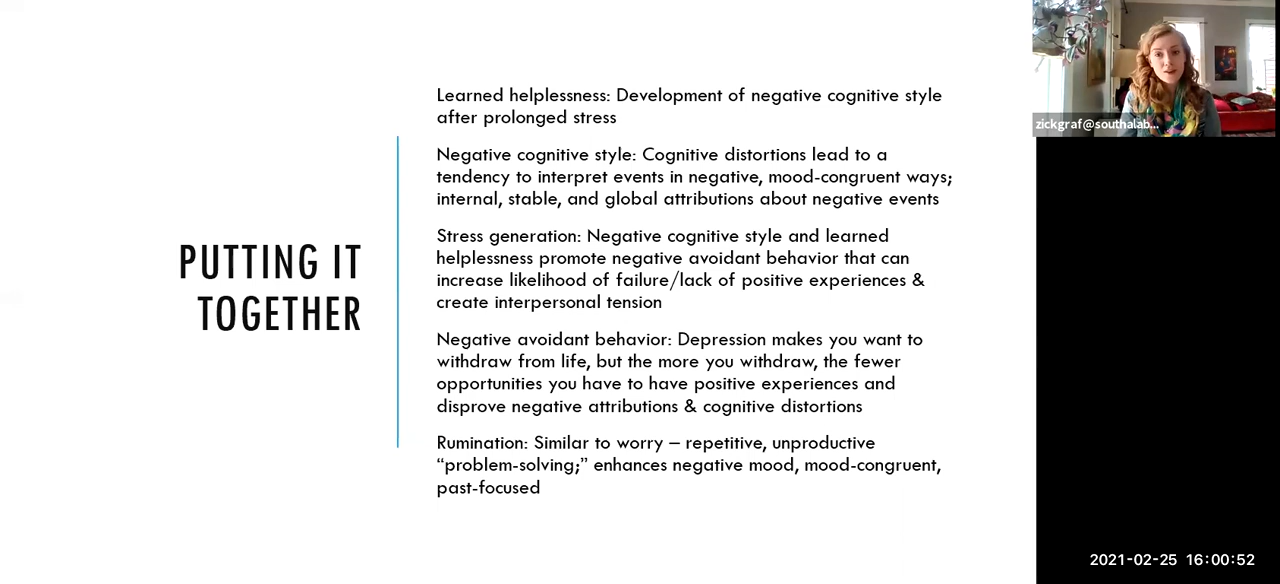 PUTTING IT
TOGETHER
Learned helplessness: Development of negative cognitive style
after prolonged stress
Negative cognitive style: Cognitive distortions lead to a
tendency to interpret events in negative, mood-congruent ways;
internal, stable, and global attributions about negative events
Stress generation: Negative cognitive style and learned
helplessness promote negative avoidant behavior that can
increase likelihood of failure/lack of positive experiences &
create interpersonal tension
Negative avoidant behavior: Depression makes you want to
withdraw from life, but the more you withdraw, the fewer
opportunities you have to have positive experiences and
disprove negative attributions & cognitive distortions
Rumination: Similar to worry – repetitive, unproductive
“problem-solving;” enhances negative mood, mood-congruent,
past-focused
zickgraf@southalab...
2021-02-25 16:00:52